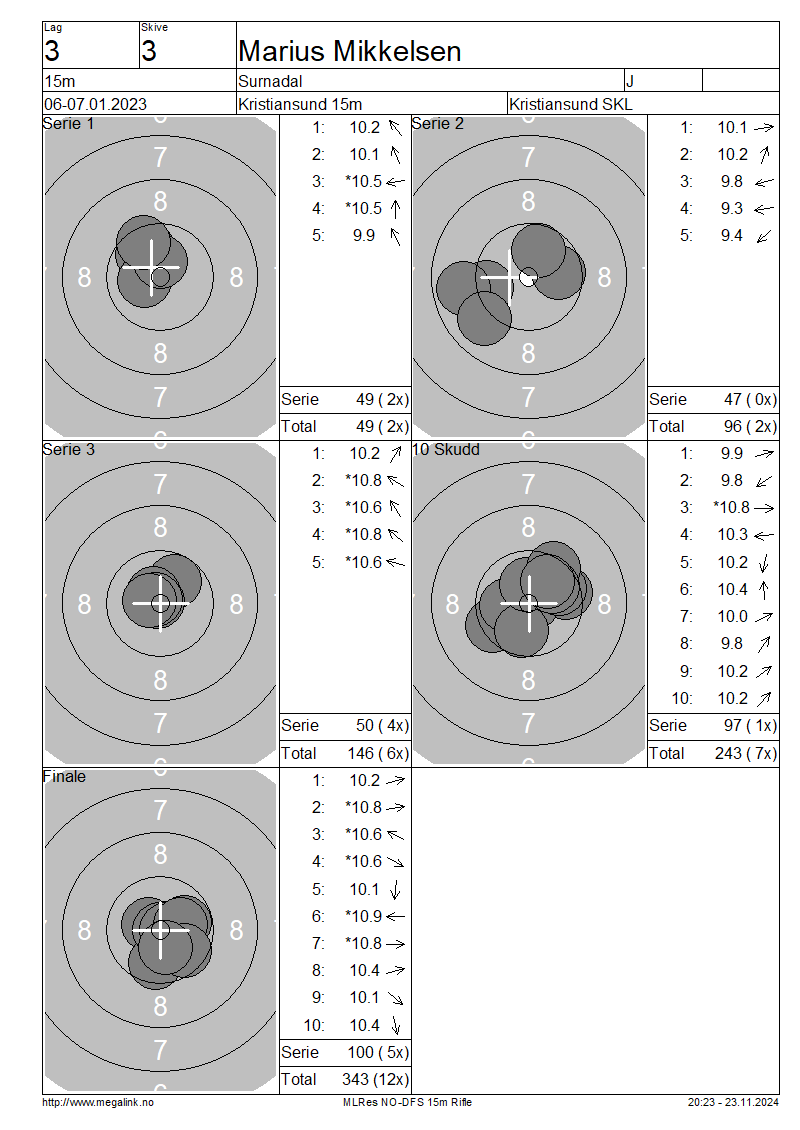 Lag
Skive
3
3
Marius Mikkelsen
15m
Surnadal
J
06-07.01.2023
Kristiansund 15m
Kristiansund SKL
Serie 1
6
7
8
8
8
8
7
6
1: 10.2
2: 10.1
3: *10.5
4: *10.5
5: 9.9
Serie 49 ( 2x)
Total 49 ( 2x)
Serie 2
6
7
8
8
8
8
7
6
1: 10.1
2: 10.2
3: 9.8
4: 9.3
5: 9.4
Serie 47 ( 0x)
Total 96 ( 2x)
Serie 3
7
8
8
8
8
7
6
1: 10.2
2: *10.8
3: *10.6
4: *10.8
5: *10.6
Serie 50 ( 4x)
Total 146 ( 6x)
10 Skudd
7
8
8
8
8
7
6
1: 9.9
2: 9.8
3: *10.8
4: 10.3
5: 10.2
6: 10.4
7: 10.0
8: 9.8
9: 10.2
10: 10.2
Serie 97 ( 1x)
Total 243 ( 7x)
Finale
7
8
8
8
8
7
6
1: 10.2
2: *10.8
3: *10.6
4: *10.6
5: 10.1
6: *10.9
7: *10.8
8: 10.4
9: 10.1
10: 10.4
Serie 100 ( 5x)
Total 343 (12x)
http://www.megalink.no
MLRes NO-DFS 15m Rifle
20:23 - 23.11.2024